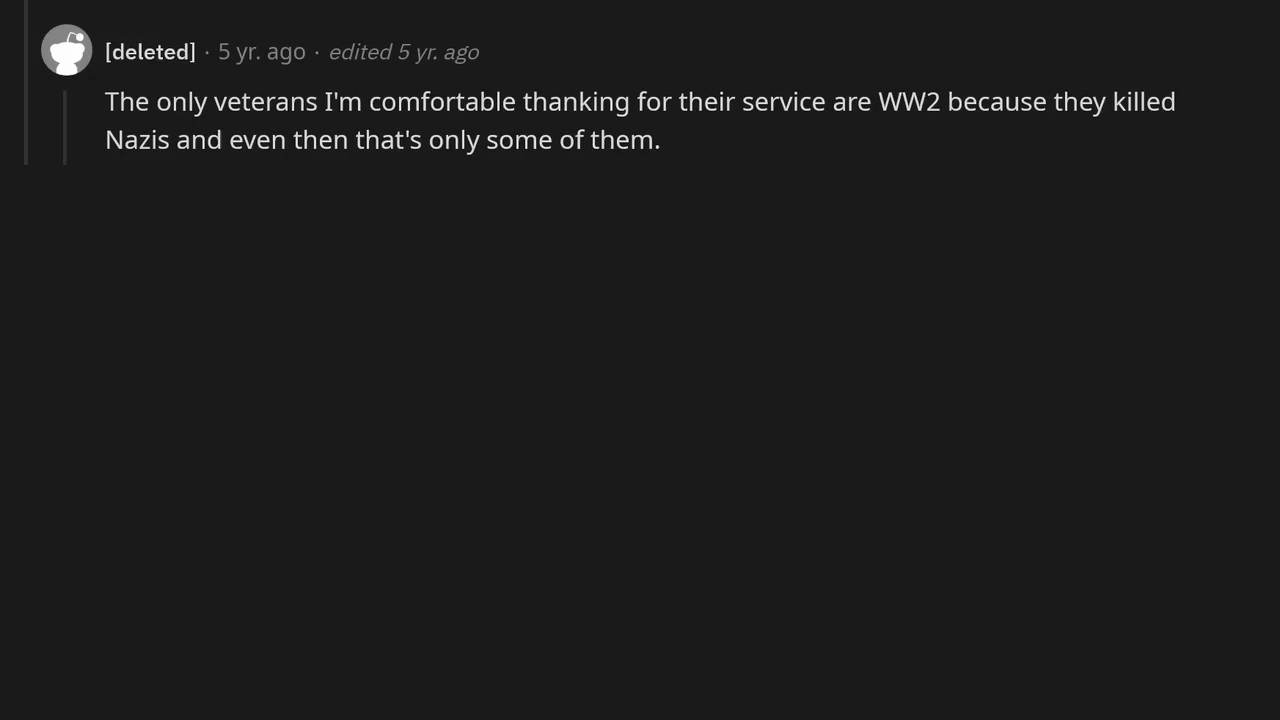 [deleted] · 5 yr. ago · edited 5 yr. ago
The only veterans I'm comfortable thanking for their service are WW2 because they killed
Nazis and even then that's only some of them.